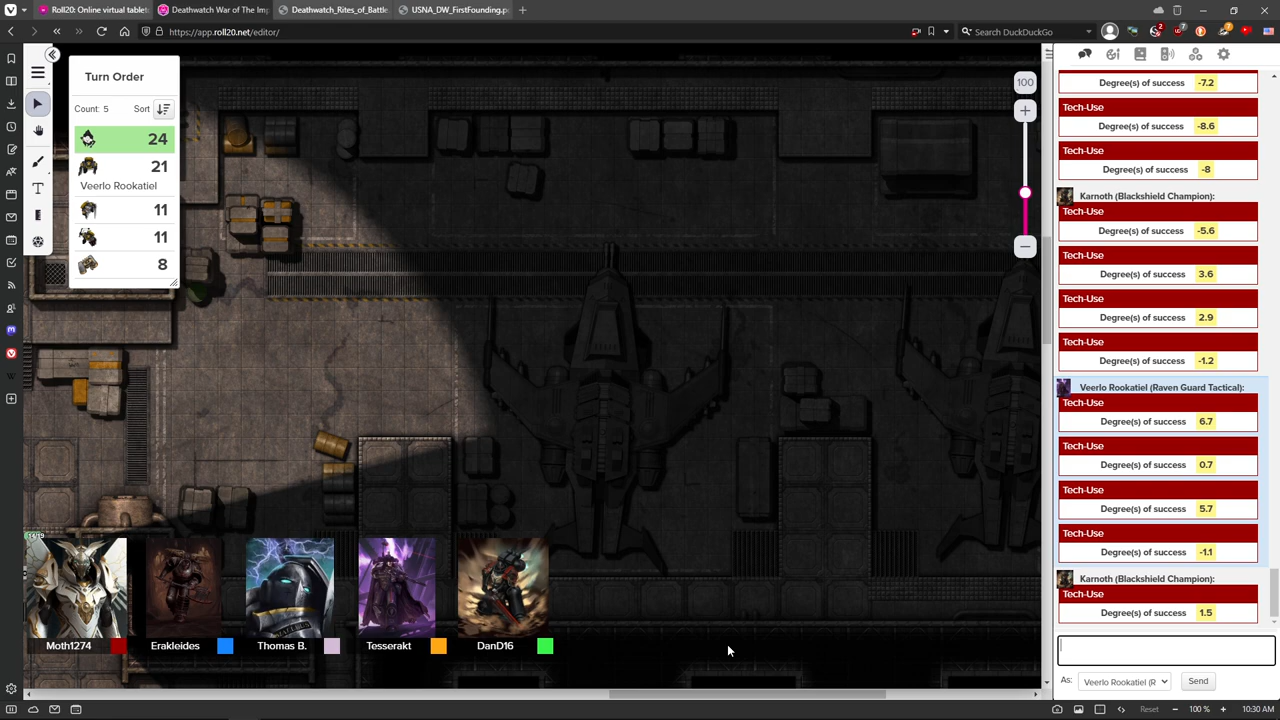 Roll20: Online virtual tablet
Deathwatch War of The Imp
Deathwatch_Rites_of_Battle
USNA_DW_FirstFounding.p
https://app.roll20.net/editor/
Search DuckDuckGo
Turn Order
Count: 5 Sort
24
21
Veerlo Rookatiel
11
11
8
100
Degree(s) of success -7.2
Tech-Use
Degree(s) of success -8.6
Tech-Use
Degree(s) of success -8
Karnoth (Blackshield Champion):
Tech-Use
Degree(s) of success -5.6
Tech-Use
Degree(s) of success 3.6
Tech-Use
Degree(s) of success 2.9
Tech-Use
Degree(s) of success -1.2
Veerlo Rookatiel (Raven Guard Tactical):
Tech-Use
Degree(s) of success 6.7
Tech-Use
Degree(s) of success 0.7
Tech-Use
Degree(s) of success 5.7
Tech-Use
Degree(s) of success -1.1
Karnoth (Blackshield Champion):
Tech-Use
Degree(s) of success 1.5
Moth1274
Erakleides
Thomas B.
Tesserakt
DanD16
As: Veerlo Rookatiel (R Send
Reset 100 % 10:30 AM